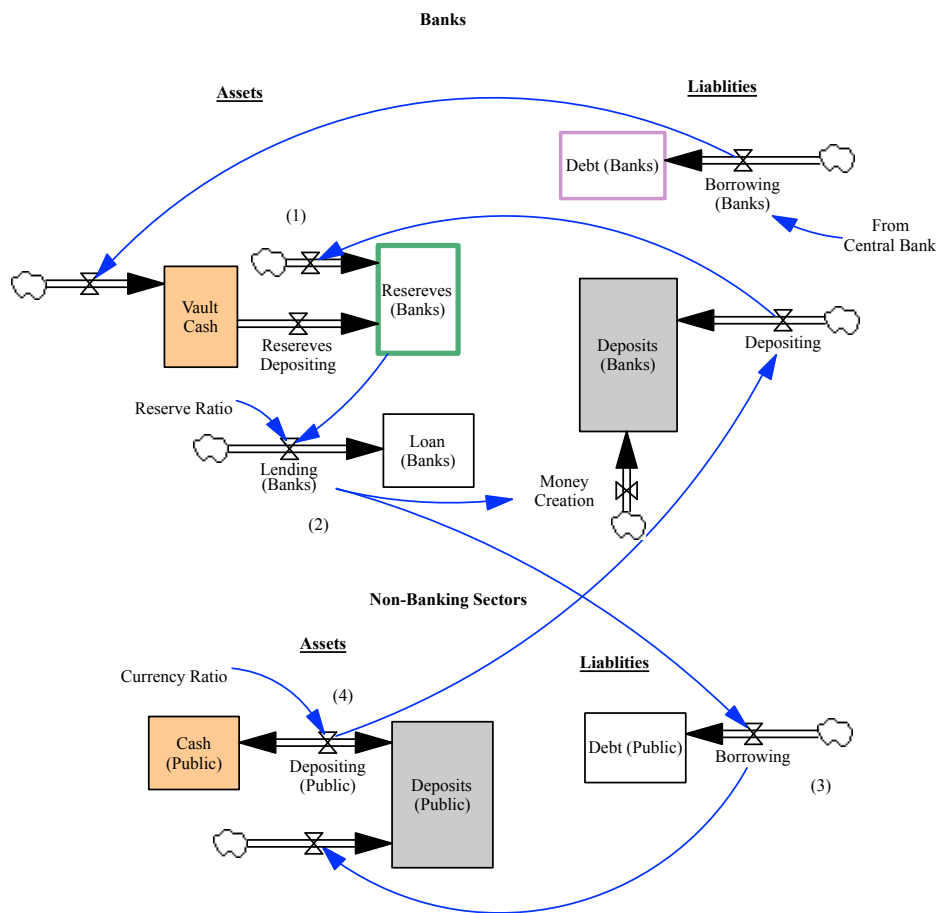 Banks
Assets
Liablities
Debt (Banks)
Borrowing
(Banks)
From
Central Bank
(1)
Resereves
(Banks)
Vault
Cash
Resereves
Depositing
Deposits
(Banks)
Depositing
Reserve Ratio
Loan
(Banks)
Lending
(Banks)
Money
Creation
(2)
Non-Banking Sectors
Assets
Liablities
Currency Ratio
(4)
Cash
(Public)
Depositing
(Public)
Deposits
(Public)
Debt (Public)
Borrowing
(3)